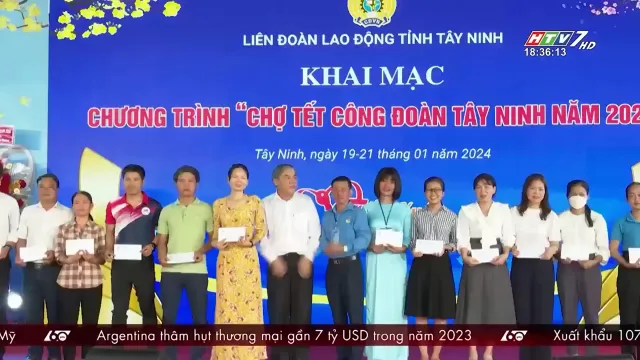 HTV7 HD
18:36:13
LIÊN ĐOÀN LAO ĐỘNG TỈNH TÂY NINH
KHAI MẠC
CHƯƠNG TRÌNH “CHỢ TẾT CÔNG ĐOÀN TÂY NINH NĂM 202
Tây Ninh, ngày 19-21 tháng 01 năm 2024
Mỹ
60
Argentina thâm hụt thương mại gần 7 tỷ USD trong năm 2023
60
Xuất khẩu 107